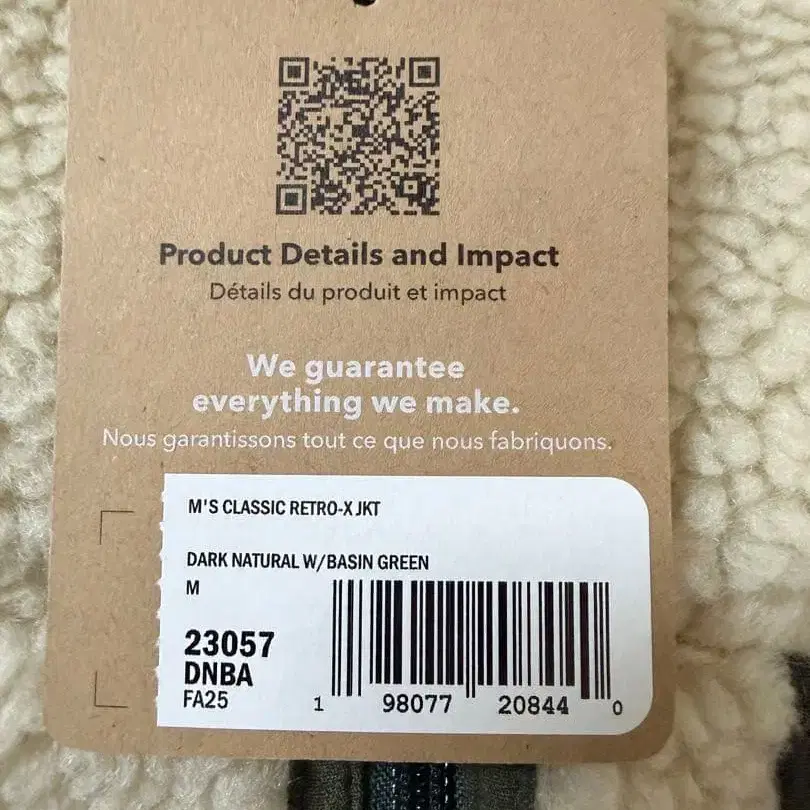 Product Details and Impact
Détails du produit et impact
We guarantee
everything we make.
Nous garantissons tout ce que nous fabriquons.
M'S CLASSIC RETRO-X JKT
DARK NATURAL W/BASIN GREEN
M
23057
DNBA
FA25
1 98077 20844 0